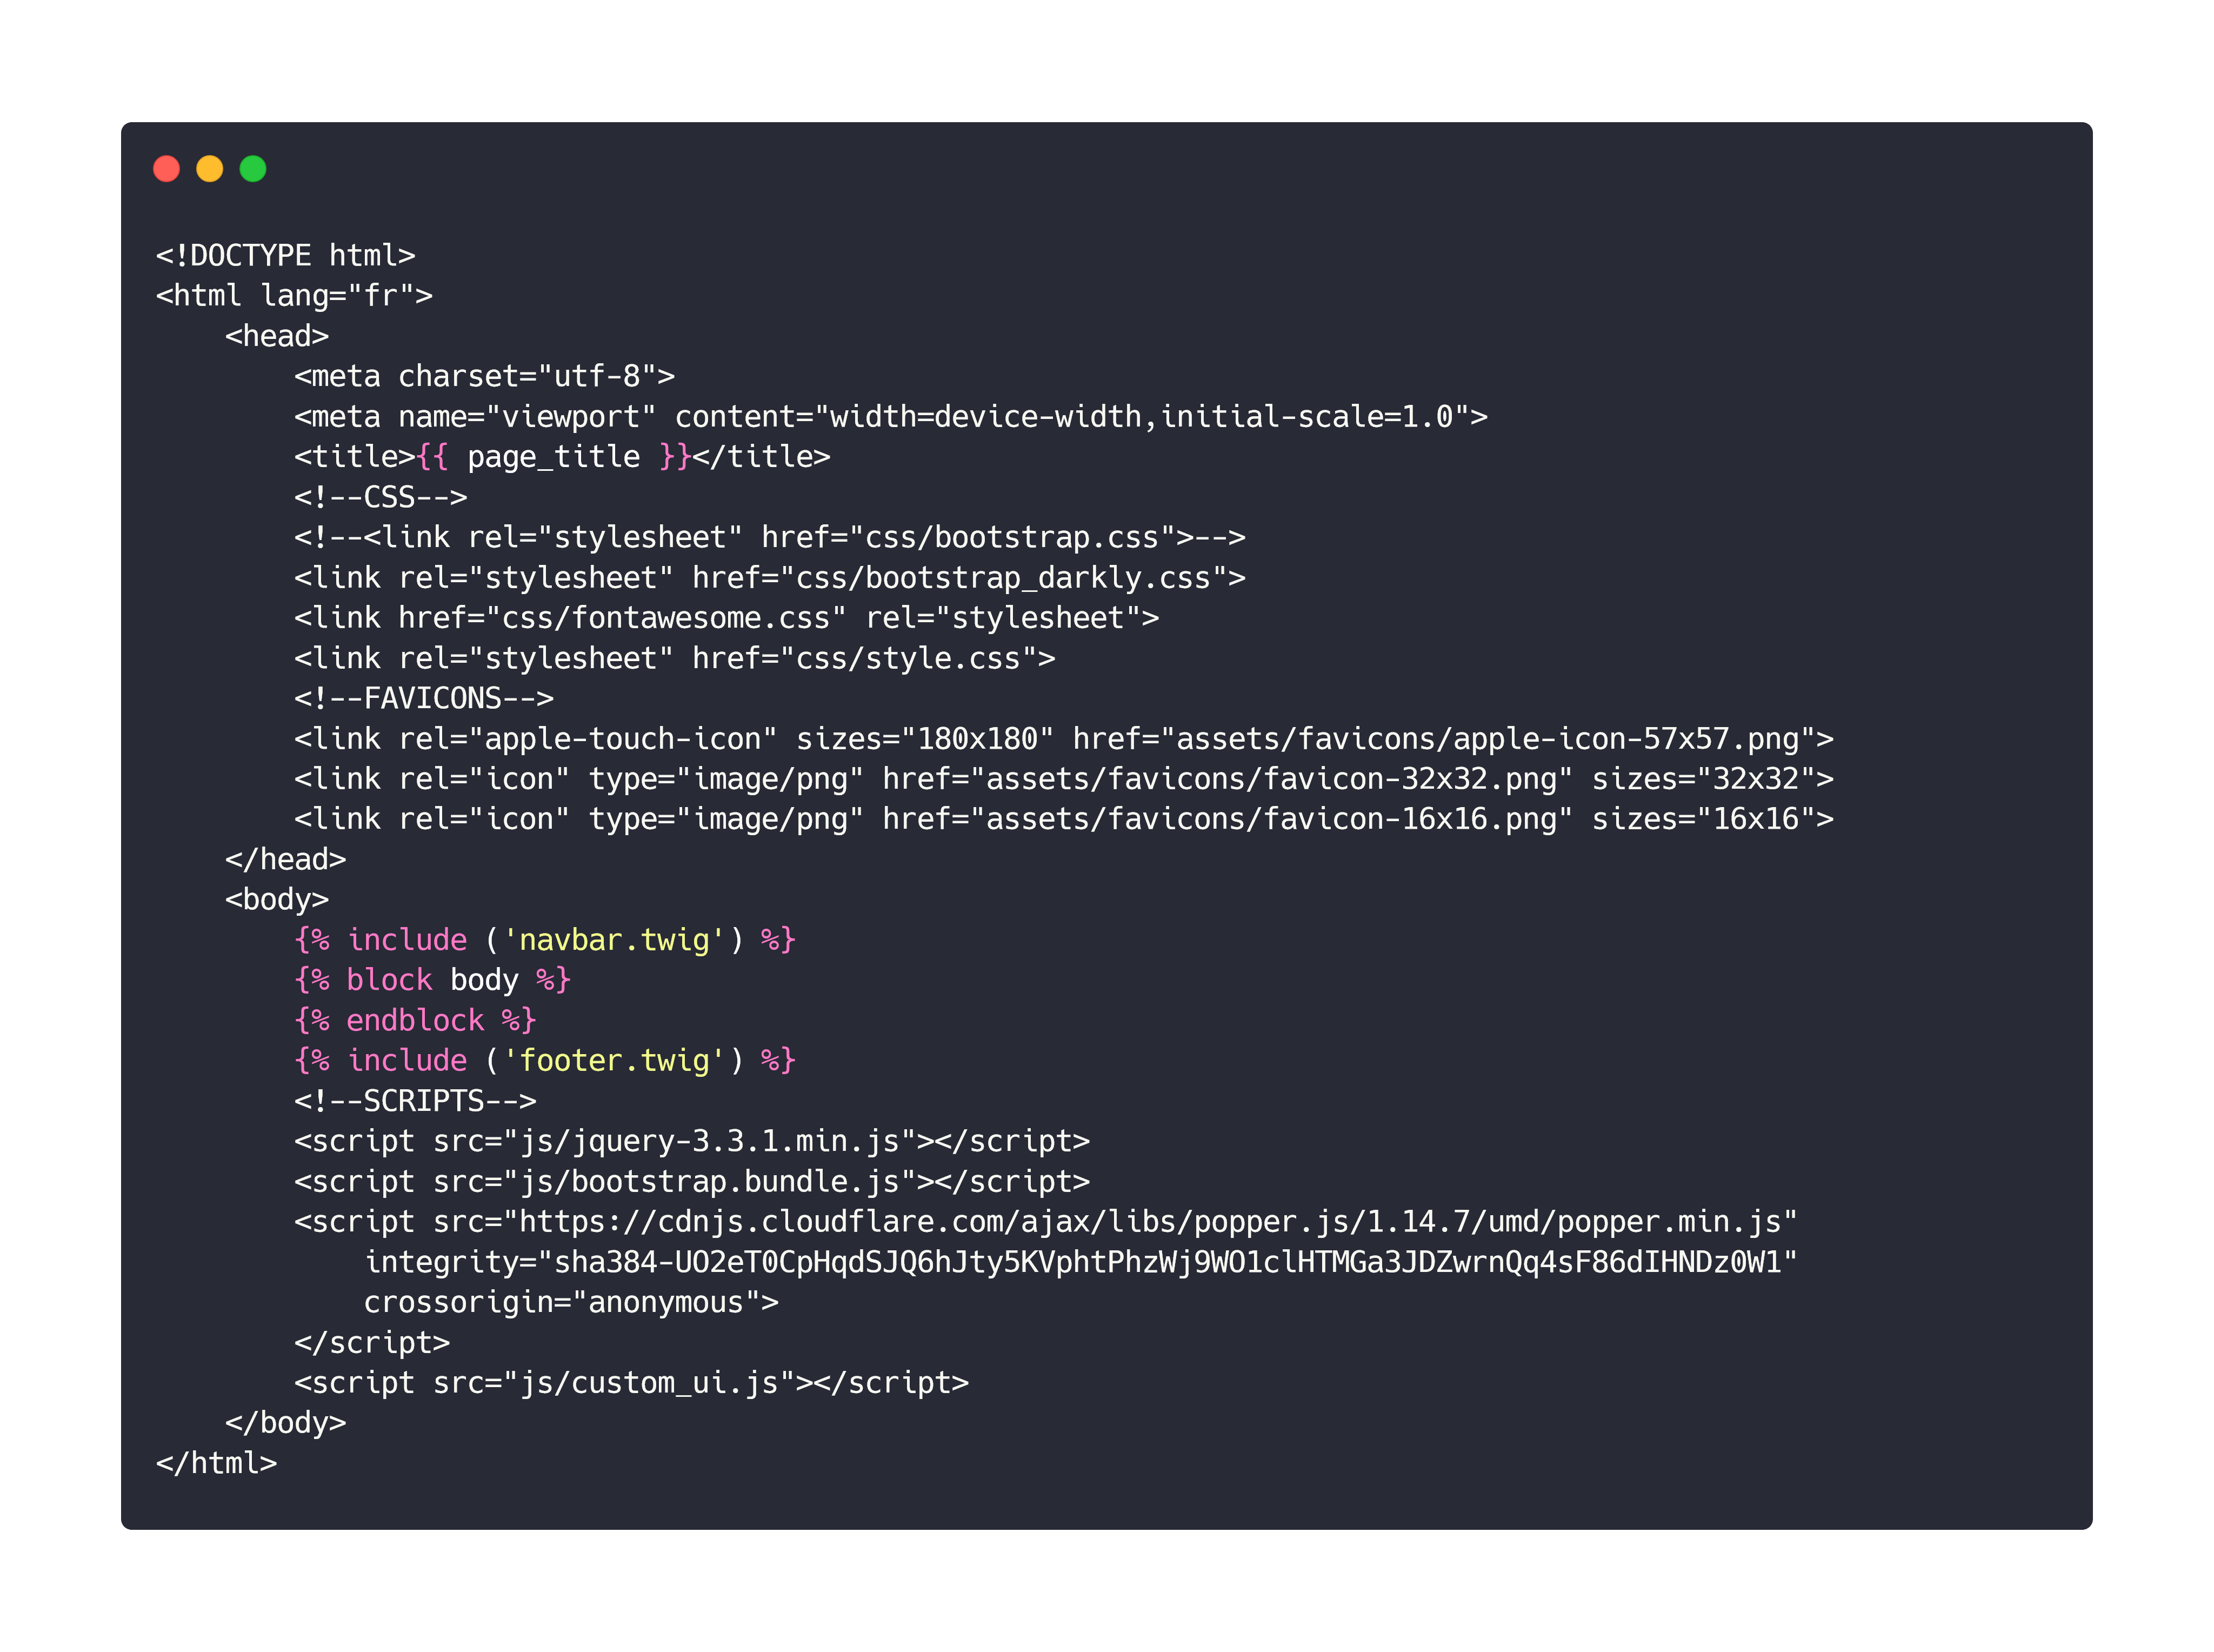 <!DOCTYPE html>
<html lang="fr">
    <head>
        <meta charset="utf-8">
        <meta name="viewport" content="width=device-width,initial-scale=1.0">
        <title>{{ page_title }}</title>
        <!--CSS-->
        <!--<link rel="stylesheet" href="css/bootstrap.css">-->
        <link rel="stylesheet" href="css/bootstrap_darkly.css">
        <link href="css/fontawesome.css" rel="stylesheet">
        <link rel="stylesheet" href="css/style.css">
        <!--FAVICONS-->
        <link rel="apple-touch-icon" sizes="180x180" href="assets/favicons/apple-icon-57x57.png">
        <link rel="icon" type="image/png" href="assets/favicons/favicon-32x32.png" sizes="32x32">
        <link rel="icon" type="image/png" href="assets/favicons/favicon-16x16.png" sizes="16x16">
    </head>
    <body>
        {% include ('navbar.twig') %}
        {% block body %}
        {% endblock %}
        {% include ('footer.twig') %}
        <!--SCRIPTS-->
        <script src="js/jquery-3.3.1.min.js"></script>
        <script src="js/bootstrap.bundle.js"></script>
        <script src="https://cdnjs.cloudflare.com/ajax/libs/popper.js/1.14.7/umd/popper.min.js"
            integrity="sha384-UO2eT0CpHqdSJQ6hJty5KVphtPhzWj9WO1clHTMGa3JDZwrnQq4sF86dIHNDz0W1"
            crossorigin="anonymous">
        </script>
        <script src="js/custom_ui.js"></script>
    </body>
</html>